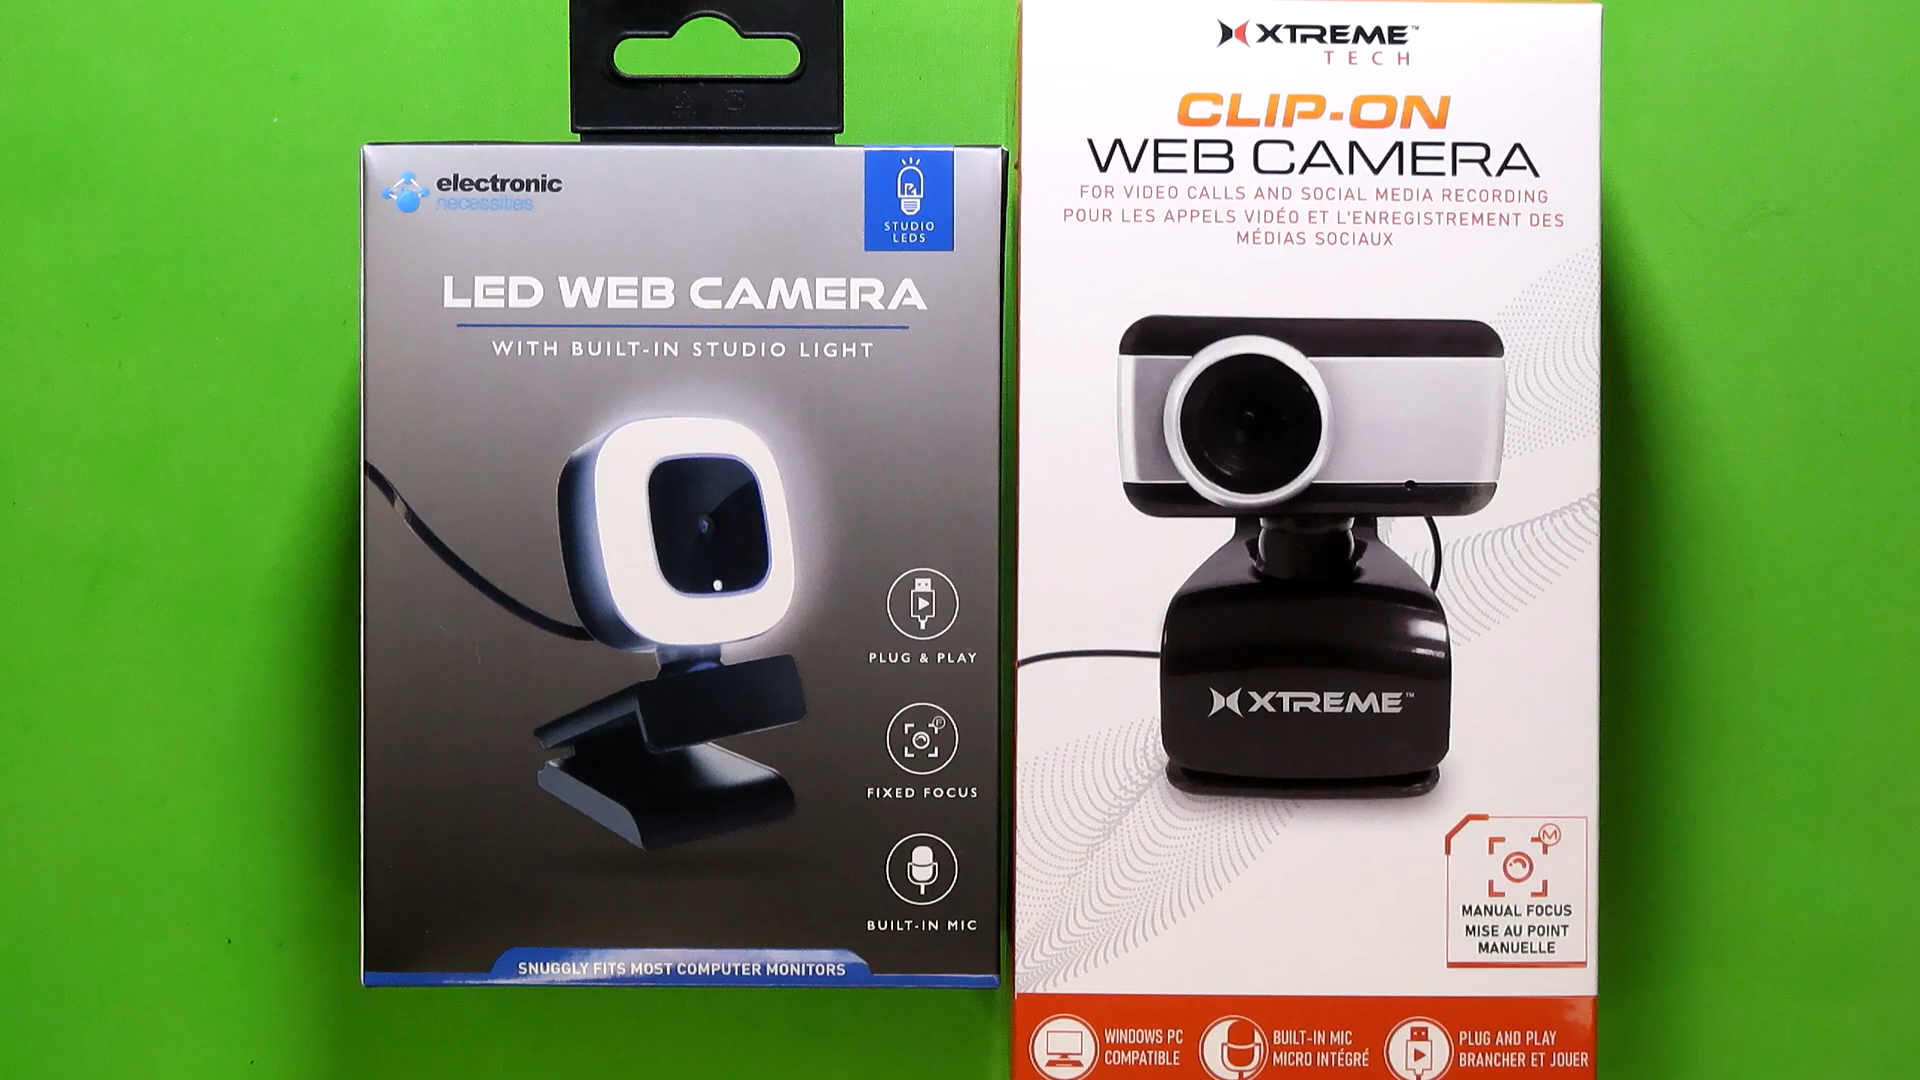 electronic
necessities
STUDIO
LEDS
LED WEB CAMERA
WITH BUILT-IN STUDIO LIGHT
PLUG & PLAY
F
FIXED FOCUS
BUILT-IN MIC
SNUGGLY FITS MOST COMPUTER MONITORS
XTREME™
TECH
CLIP-ON
WEB CAMERA
FOR VIDEO CALLS AND SOCIAL MEDIA RECORDING
POUR LES APPELS VIDÉO ET L'ENREGISTREMENT DES
MÉDIAS SOCIAUX
XTREME™
M
MANUAL FOCUS
MISE AU POINT
MANUELLE
WINDOWS PC
COMPATIBLE
BUILT-IN MIC
MICRO INTÉGRÉ
PLUG AND PLAY
BRANCHER ET JOUER